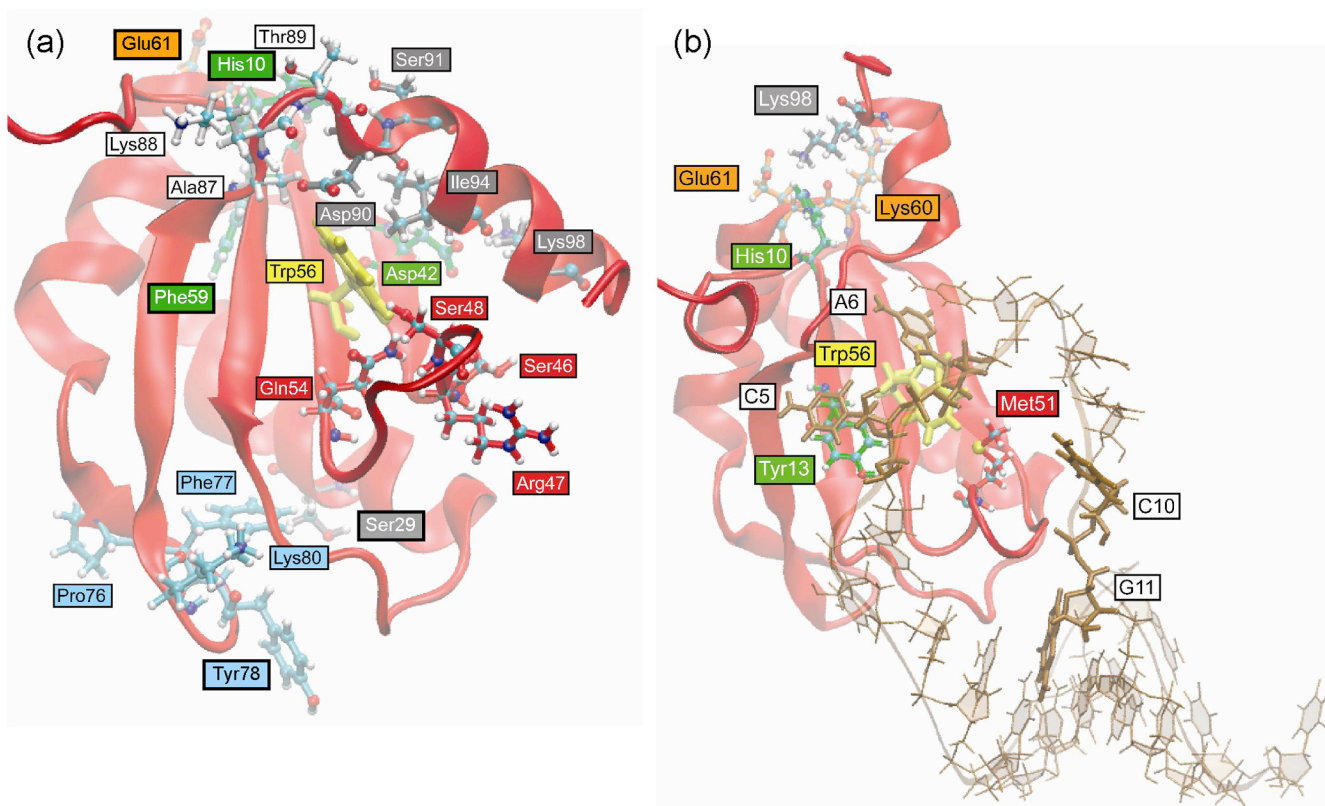 (a)
Glu61
Thr89
His10
Ser91
Lys88
Ala87
Ile94
Asp90
Lys98
Trp56
Asp42
Phe59
Ser48
Ser46
Gln54
Arg47
Phe77
Ser29
Lys80
Pro76
Tyr78
(b)
Lys98
Glu61
Lys60
His10
A6
Trp56
C5
Met51
Tyr13
C10
G11